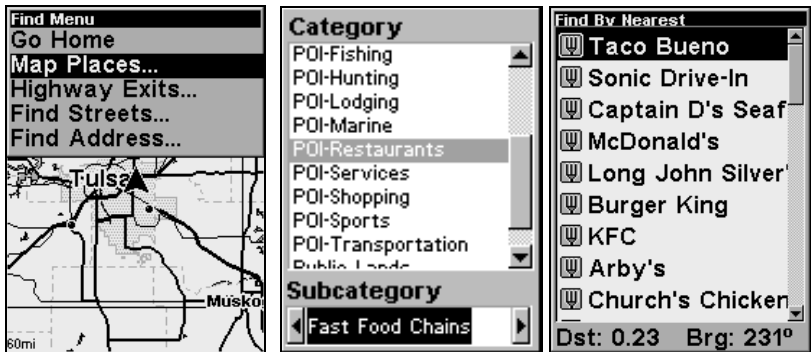 Find Menu
Go Home
Map Places...
Highway Exits...
Find Streets...
Find Address...
Tulsa
Musko
60mi
Category
POI-Fishing
POI-Hunting
POI-Lodging
POI-Marine
POI-Restaurants
POI-Services
POI-Shopping
POI-Sports
POI-Transportation
Public Lands
Subcategory
Fast Food Chains
Find By Nearest
Taco Bueno
Sonic Drive-In
Captain D's Seaf
McDonald's
Long John Silver'
Burger King
KFC
Arby's
Church's Chicken
Dst: 0.23 Brg: 231º